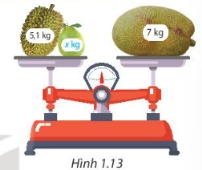 5,1 kg
x kg
7 kg
Hình 1.13